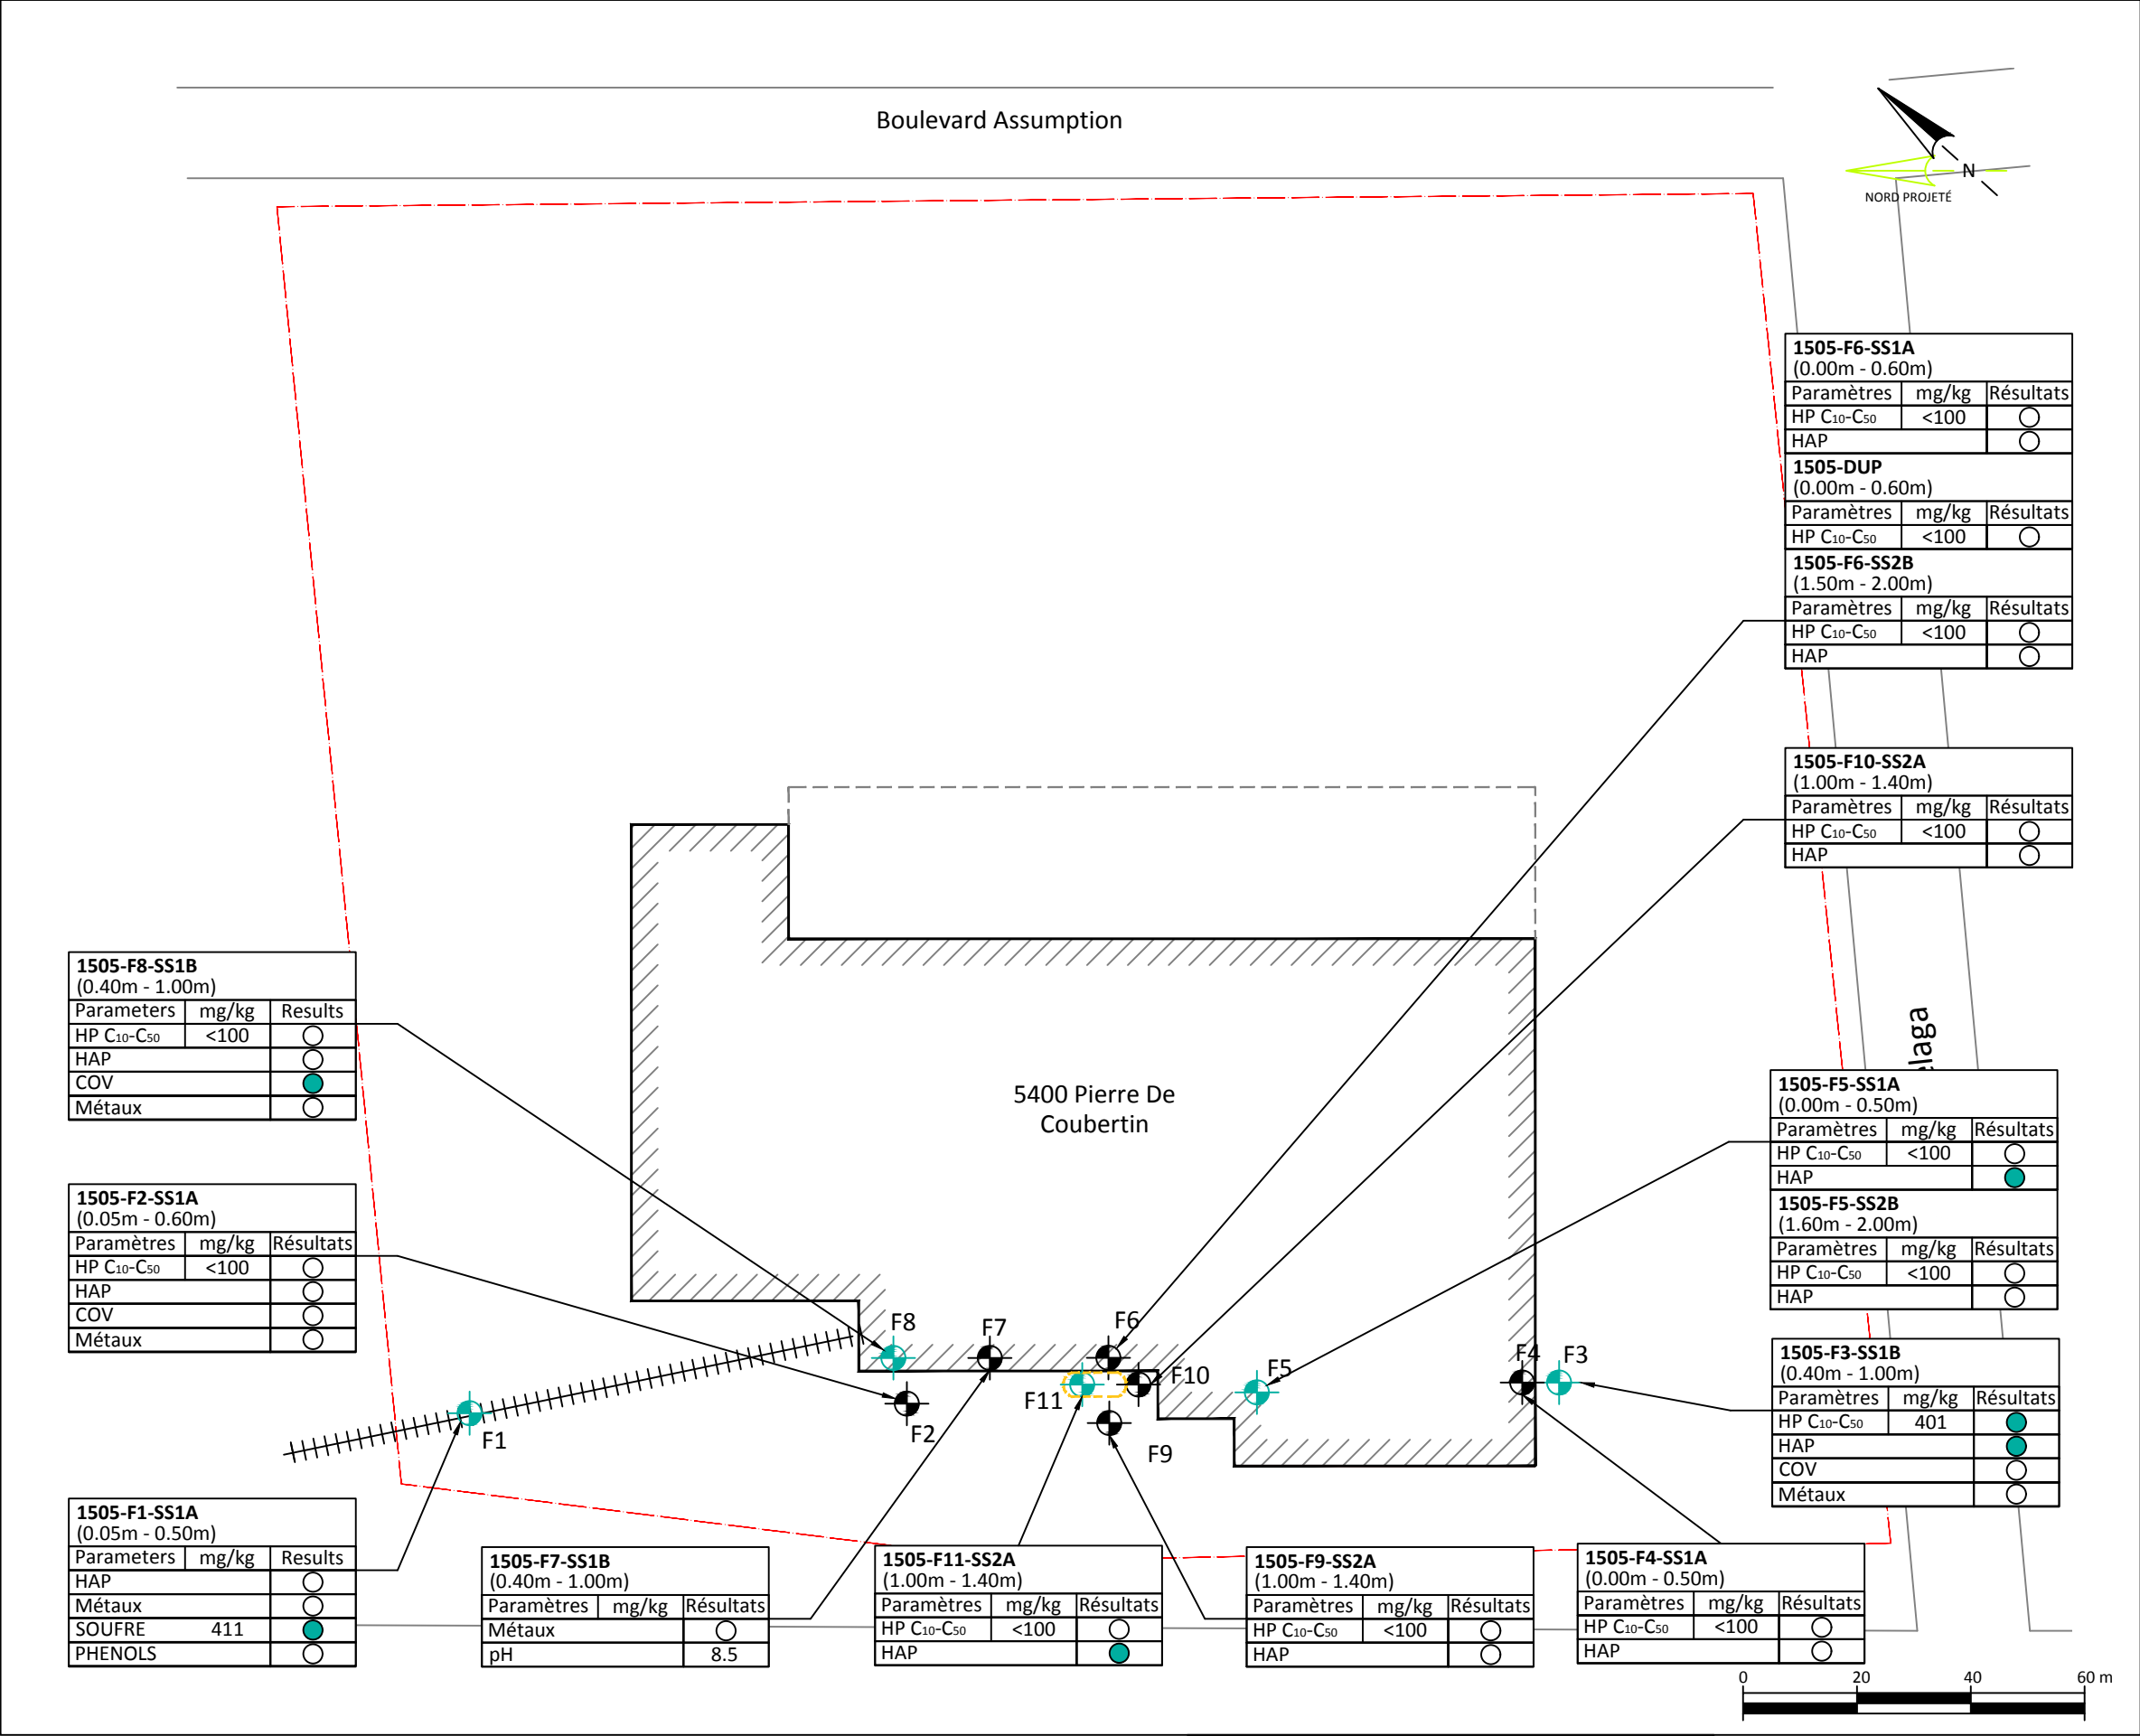 Boulevard Assumption
N
NORD PROJETÉ
1505-F6-SS1A
(0.00m - 0.60m)
Paramètres mg/kg Résultats
HP C10-C50 <100
HAP
1505-DUP
(0.00m - 0.60m)
Paramètres mg/kg Résultats
HP C10-C50 <100
1505-F6-SS2B
(1.50m - 2.00m)
Paramètres mg/kg Résultats
HP C10-C50 <100
HAP
1505-F10-SS2A
(1.00m - 1.40m)
Paramètres mg/kg Résultats
HP C10-C50 <100
HAP
1505-F8-SS1B
(0.40m - 1.00m)
Parameters mg/kg Results
HP C10-C50 <100
HAP
COV
Métaux
5400 Pierre De
Coubertin
elaga
1505-F5-SS1A
(0.00m - 0.50m)
Paramètres mg/kg Résultats
HP C10-C50 <100
HAP
1505-F5-SS2B
(1.60m - 2.00m)
Paramètres mg/kg Résultats
HP C10-C50 <100
HAP
1505-F2-SS1A
(0.05m - 0.60m)
Paramètres mg/kg Résultats
HP C10-C50 <100
HAP
COV
Métaux
F8
F7
F6
F10
F5
F4
F3
F11
F2
F9
F1
1505-F3-SS1B
(0.40m - 1.00m)
Paramètres mg/kg Résultats
HP C10-C50 401
HAP
COV
Métaux
1505-F1-SS1A
(0.05m - 0.50m)
Parameters mg/kg Results
HAP
Métaux
SOUFRE 411
PHENOLS
1505-F7-SS1B
(0.40m - 1.00m)
Paramètres mg/kg Résultats
Métaux
pH 8.5
1505-F11-SS2A
(1.00m - 1.40m)
Paramètres mg/kg Résultats
HP C10-C50 <100
HAP
1505-F9-SS2A
(1.00m - 1.40m)
Paramètres mg/kg Résultats
HP C10-C50 <100
HAP
1505-F4-SS1A
(0.00m - 0.50m)
Paramètres mg/kg Résultats
HP C10-C50 <100
HAP
0 20 40 60 m